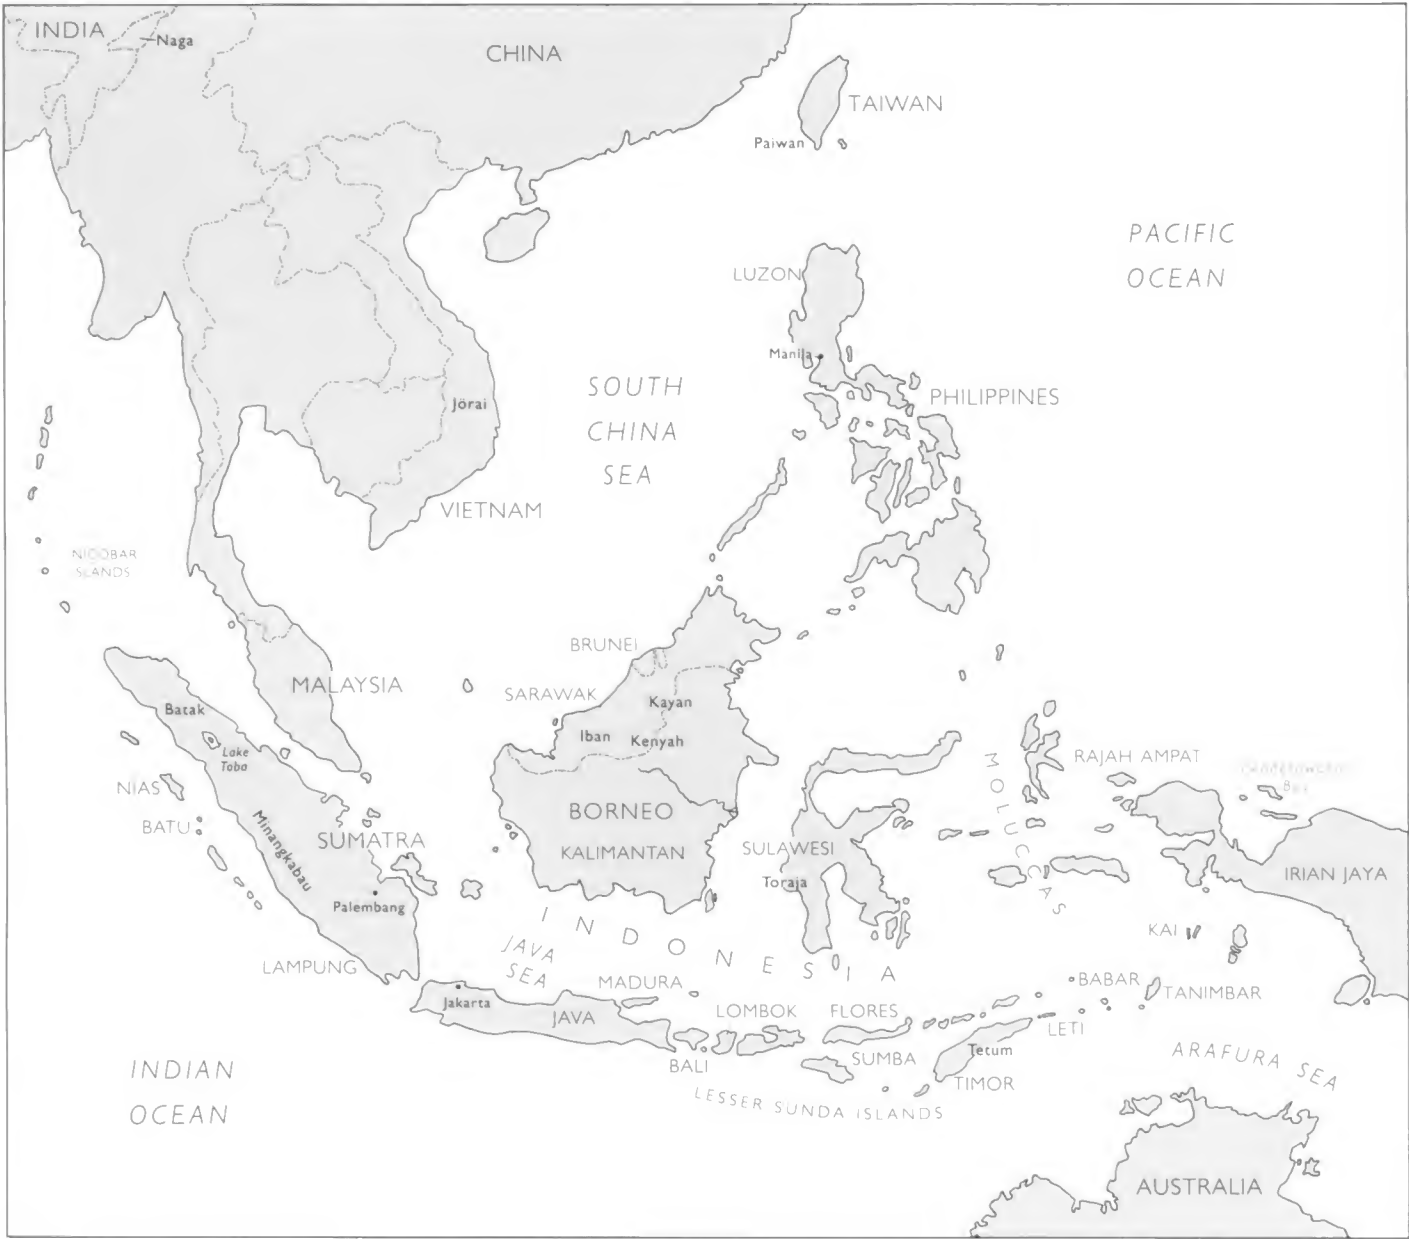 INDIA
Naga
CHINA
TAIWAN
Paiwan
PACIFIC
OCEAN
LUZON
Manila
SOUTH
CHINA
SEA
PHILIPPINES
Jörai
VIETNAM
NICOBAR
ISLANDS
BRUNEI
MALAYSIA
SARAWAK
Kayan
Batak
Iban
Kenyah
Lake
Toba
MOLUCCAS
RAJAH AMPAT
NIAS
BATU
SUMATRA
Minangkabau
BORNEO
KALIMANTAN
SULAWESI
Toraja
IRIAN JAYA
Palembang
INDONESIA
KAI
JAVA
SEA
LAMPUNG
MADURA
BABAR
TANIMBAR
Jakarta
JAVA
LOMBOK
FLORES
LETI
BALI
SUMBA
Tetum
TIMOR
ARAFURA SEA
INDIAN
OCEAN
LESSER SUNDA ISLANDS
AUSTRALIA